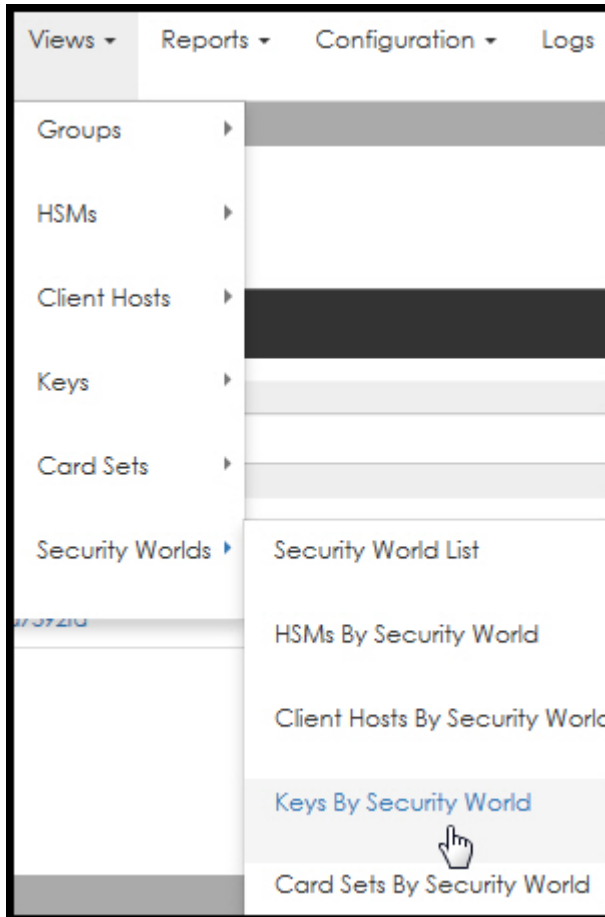 Views Reports Configuration Logs
Groups
HSMs
Client Hosts
Keys
Card Sets
Security Worlds
Security World List
HSMs By Security World
Client Hosts By Security World
Keys By Security World
Card Sets By Security World